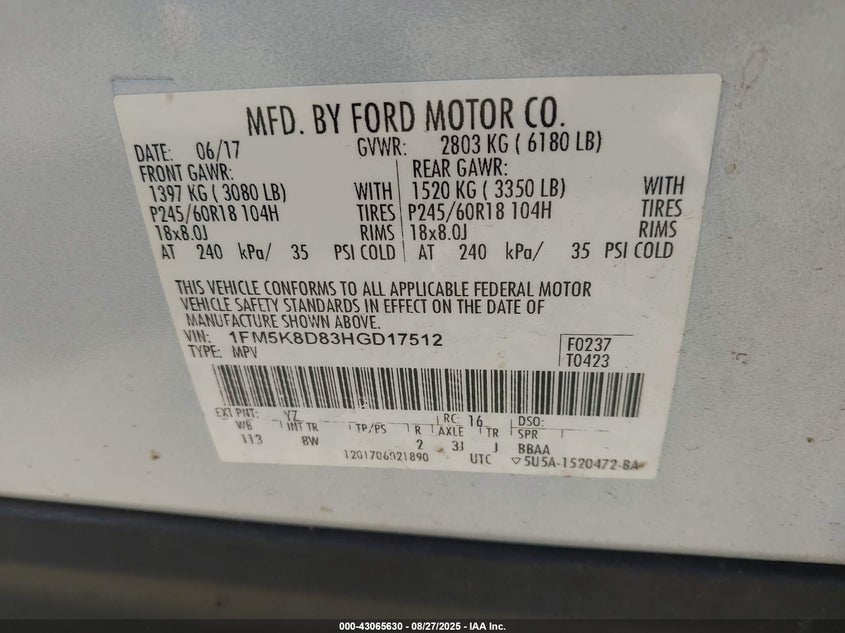 MFD. BY FORD MOTOR CO.
DATE: 06/17 GVWR: 2803 KG ( 6180 LB)
FRONT GAWR: REAR GAWR:
1397 KG ( 3080 LB) WITH 1520 KG ( 3350 LB) WITH
P245/60R18 104H TIRES P245/60R18 104H TIRES
18x8.0J RIMS 18x8.0J RIMS
AT 240 kPa/ 35 PSI COLD AT 240 kPa/ 35 PSI COLD
THIS VEHICLE CONFORMS TO ALL APPLICABLE FEDERAL MOTOR
VEHICLE SAFETY STANDARDS IN EFFECT ON THE DATE OF
MANUFACTURE SHOWN ABOVE.
VIN: 1FM5K8D83HGD17512 F0237
TYPE: MPV T0423
EXT PNT: YZ RC: 16 DSO:
WB INT TR TP/PS R AXLE TR SPR
113 8W 2 3J J BBAA
1201706021890 UTC ▽5U5A-1520472-BA
000-43065630 - 08/27/2025 - IAA Inc.